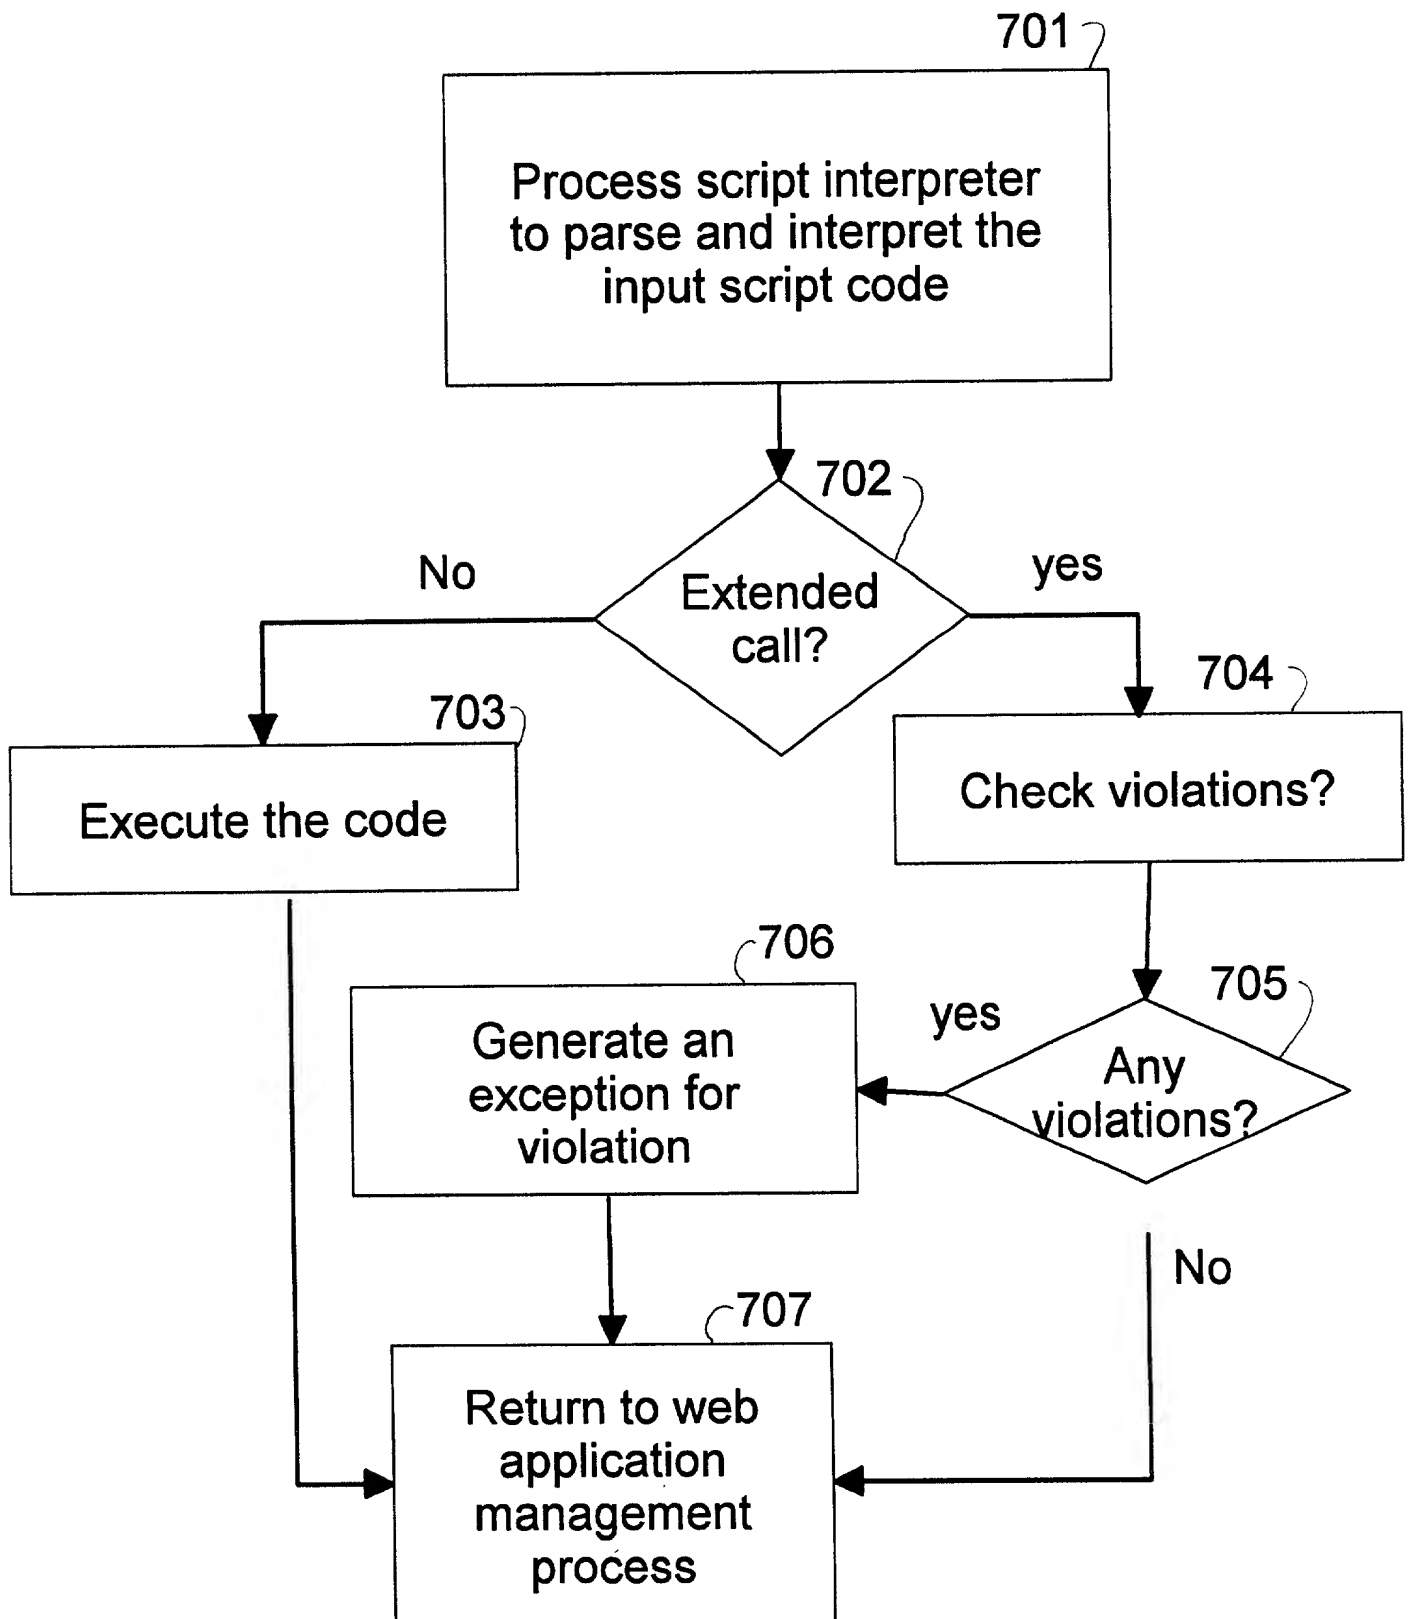 701
Process script interpreter
to parse and interpret the
input script code
702
No
yes
Extended
call?
703
704
Execute the code
Check violations?
706
705
yes
Generate an
exception for
violation
Any
violations?
No
707
Return to web
application
management
process